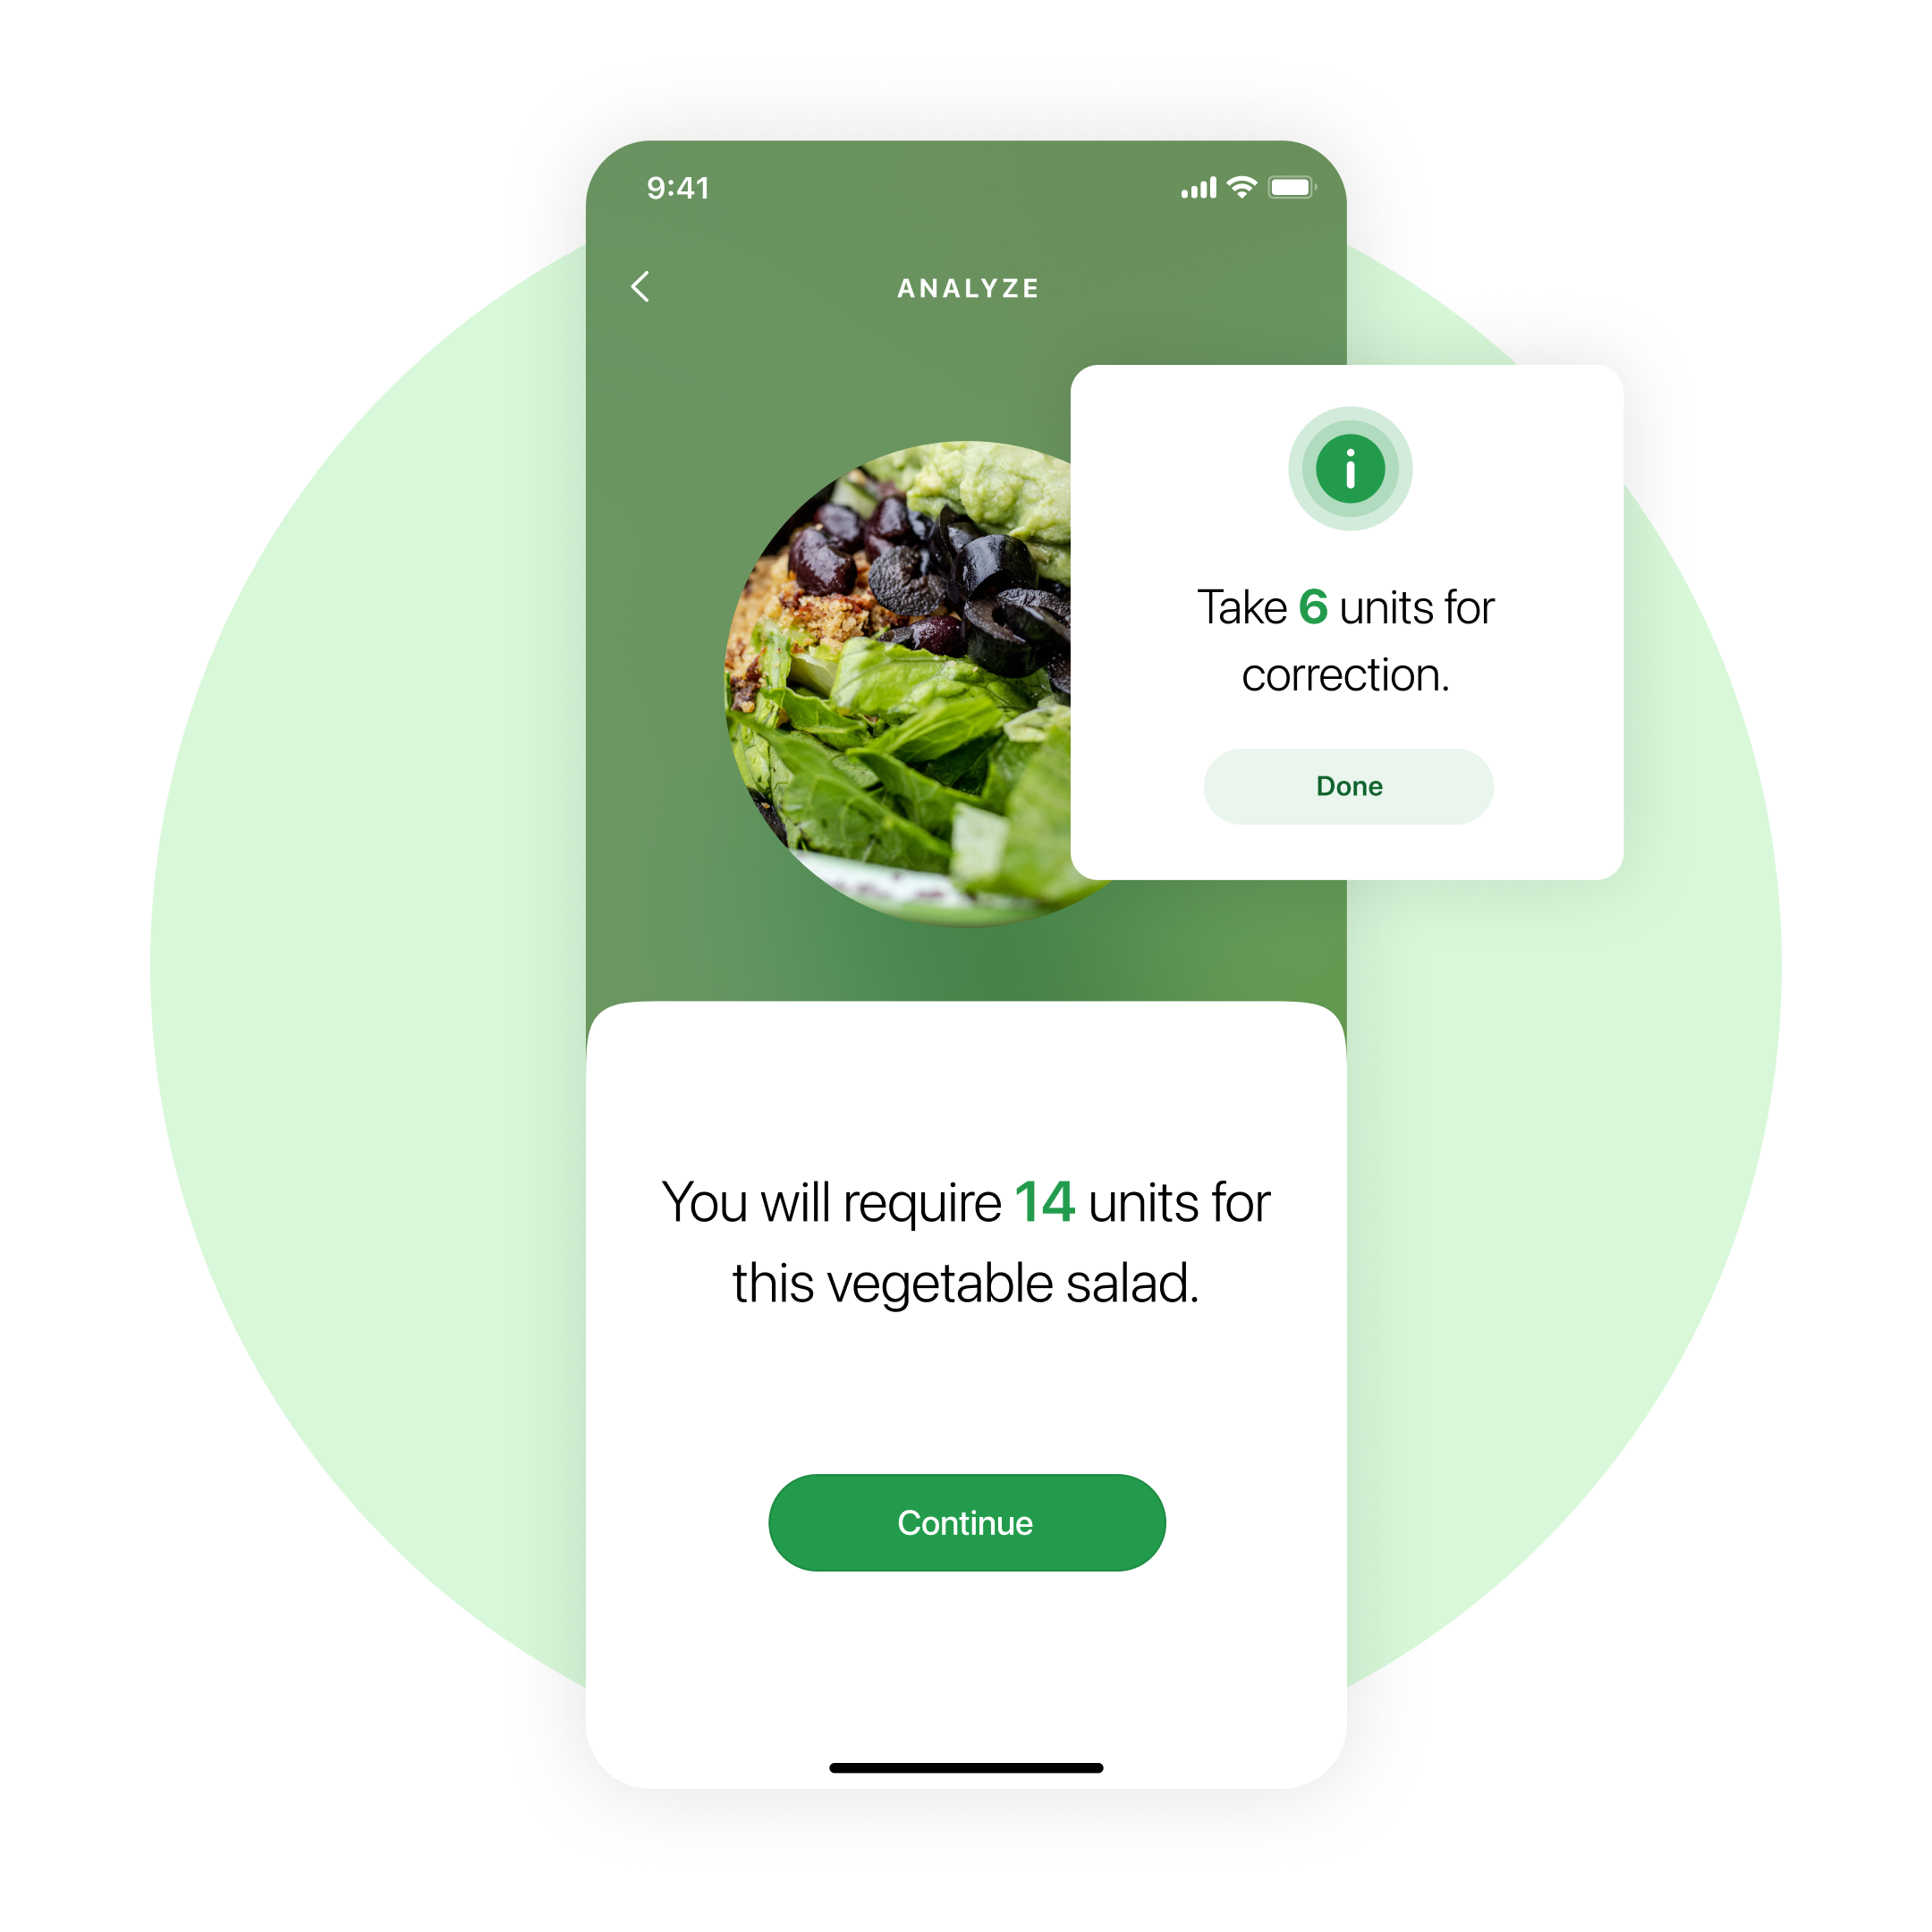 9:41
ANALYZE
Take 6 units for
correction.
Done
You will require 14 units for
this vegetable salad.
Continue